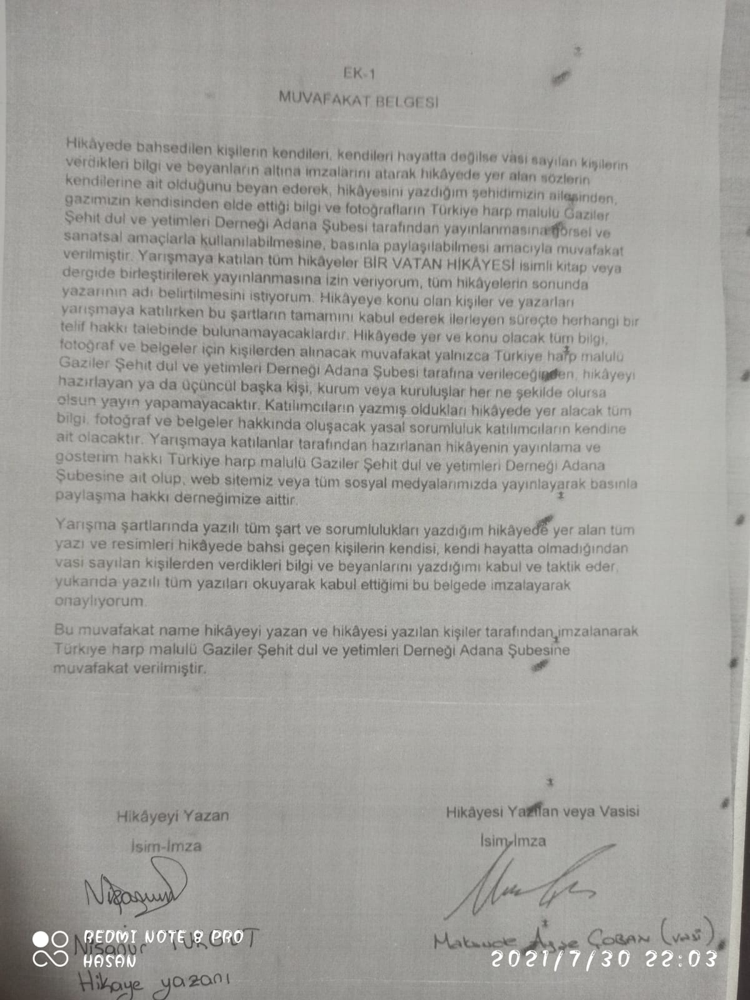 EK-1
MUVAFAKAT BELGESİ
Hikâyede bahsedilen kişilerin kendileri, kendileri hayatta değilse vasi sayılan kişilerin
verdikleri bilgi ve beyanların altına imzalarını atarak hikâyede yer alan sözlerin
kendilerine ait olduğunu beyan ederek, hikâyesini yazdığım şehidimizin ailesinden,
gazimizin kendisinden elde ettiği bilgi ve fotoğrafların Türkiye harp malulü Gaziler
Şehit dul ve yetimleri Derneği Adana Şubesi tarafından yayınlanmasına görsel ve
sanatsal amaçlarla kullanılabilmesine, basınla paylaşılabilmesi amacıyla muvafakat
verilmiştir. Yarışmaya katılan tüm hikâyeler BİR VATAN HİKÂYESİ isimli kitap veya
dergide birleştirilerek yayınlanmasına izin veriyorum, tüm hikâyelerin sonunda
yazarının adı belirtilmesini istiyorum. Hikâyeye konu olan kişiler ve yazarları
yarışmaya katılırken bu şartların tamamını kabul ederek ilerleyen süreçte herhangi bir
telif hakkı talebinde bulunamayacaklardır. Hikâyede yer ve konu olacak tüm bilgi,
fotoğraf ve belgeler için kişilerden alınacak muvafakat yalnızca Türkiye harp malulü
Gaziler Şehit dul ve yetimleri Derneği Adana Şubesi tarafına verileceğinden, hikâyeyi
hazırlayan ya da üçüncül başka kişi, kurum veya kuruluşlar her ne şekilde olursa
olsun yayın yapamayacaktır. Katılımcıların yazmış oldukları hikâyede yer alacak tüm
bilgi, fotoğraf ve belgeler hakkında oluşacak yasal sorumluluk katılımcıların kendine
ait olacaktır. Yarışmaya katılanlar tarafından hazırlanan hikâyenin yayınlama ve
gösterim hakkı Türkiye harp malulü Gaziler Şehit dul ve yetimleri Derneği Adana
Şubesine ait olup, web sitemiz veya tüm sosyal medyalarımızda yayınlayarak basınla
paylaşma hakkı derneğimize aittir.
Yarışma şartlarında yazılı tüm şart ve sorumlulukları yazdığım hikâyede yer alan tüm
yazı ve resimleri hikâyede bahsi geçen kişilerin kendisi, kendi hayatta olmadığından
vasi sayılan kişilerden verdikleri bilgi ve beyanlarını yazdığımı kabul ve taktik eder,
yukarıda yazılı tüm yazıları okuyarak kabul ettiğimi bu belgede imzalayarak
onaylıyorum.
Bu muvafakat name hikâyeyi yazan ve hikâyesi yazılan kişiler tarafından imzalanarak
Türkiye harp malulü Gaziler Şehit dul ve yetimleri Derneği Adana Şubesine
muvafakat verilmiştir.
Hikâyeyi Yazan
İsim-İmza
Nisanur
Hikaye yazanı
Hikâyesi Yazılan veya Vasisi
İsim-İmza
Ayşe ÇOBAN (vasi)
REDMI NOTE 8 PRO
HASAN
2021/7/30 22:03